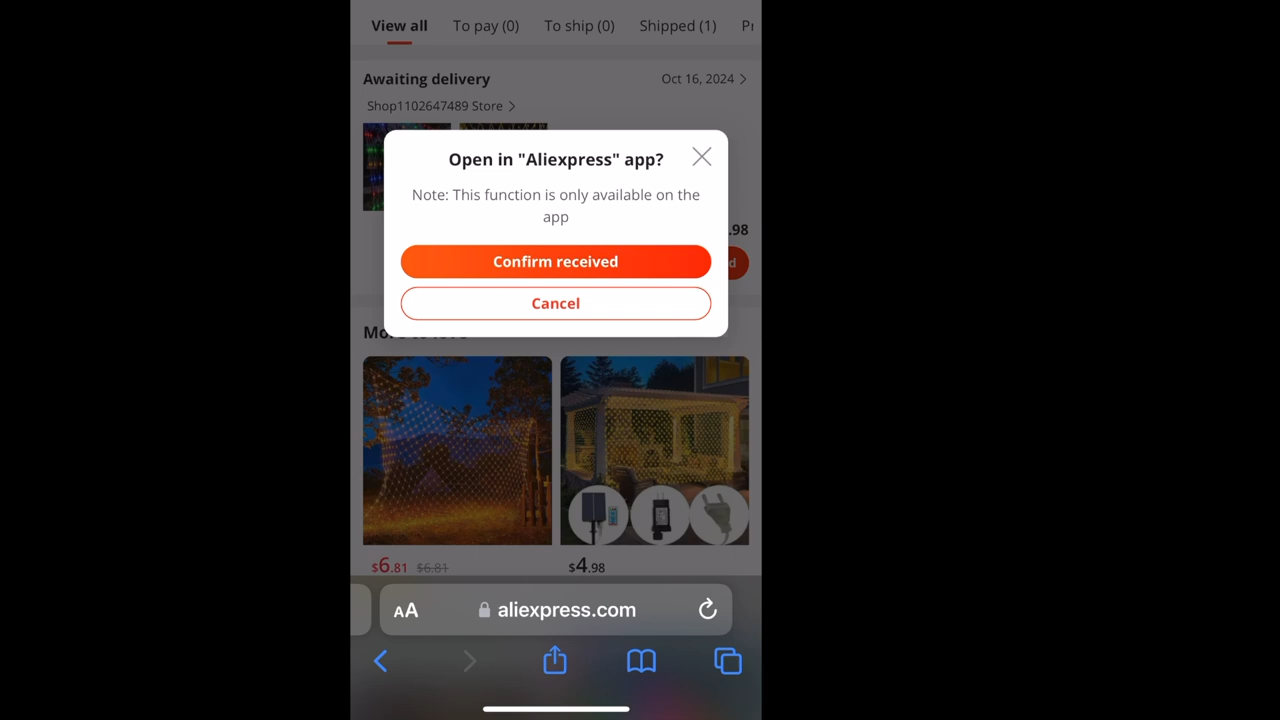 View all To pay (0) To ship (0) Shipped (1)
Awaiting delivery Oct 16, 2024
Shop1102647489 Store
Open in "Aliexpress" app?
Note: This function is only available on the
app
.98
Confirm received
d
Cancel
$6.81 $6.81 $4.98
AA aliexpress.com